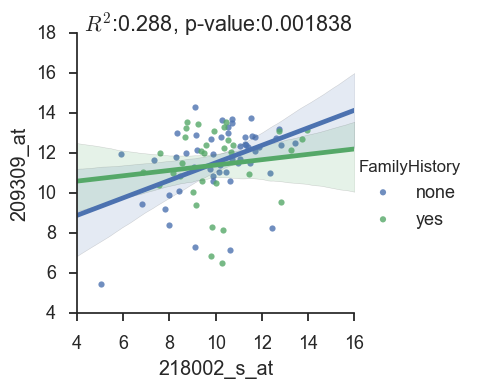 R²:0.288, p-value:0.001838
18
16
14
12
10
8
6
4
209309_at
4 6 8 10 12 14 16
218002_s_at
FamilyHistory
none
yes